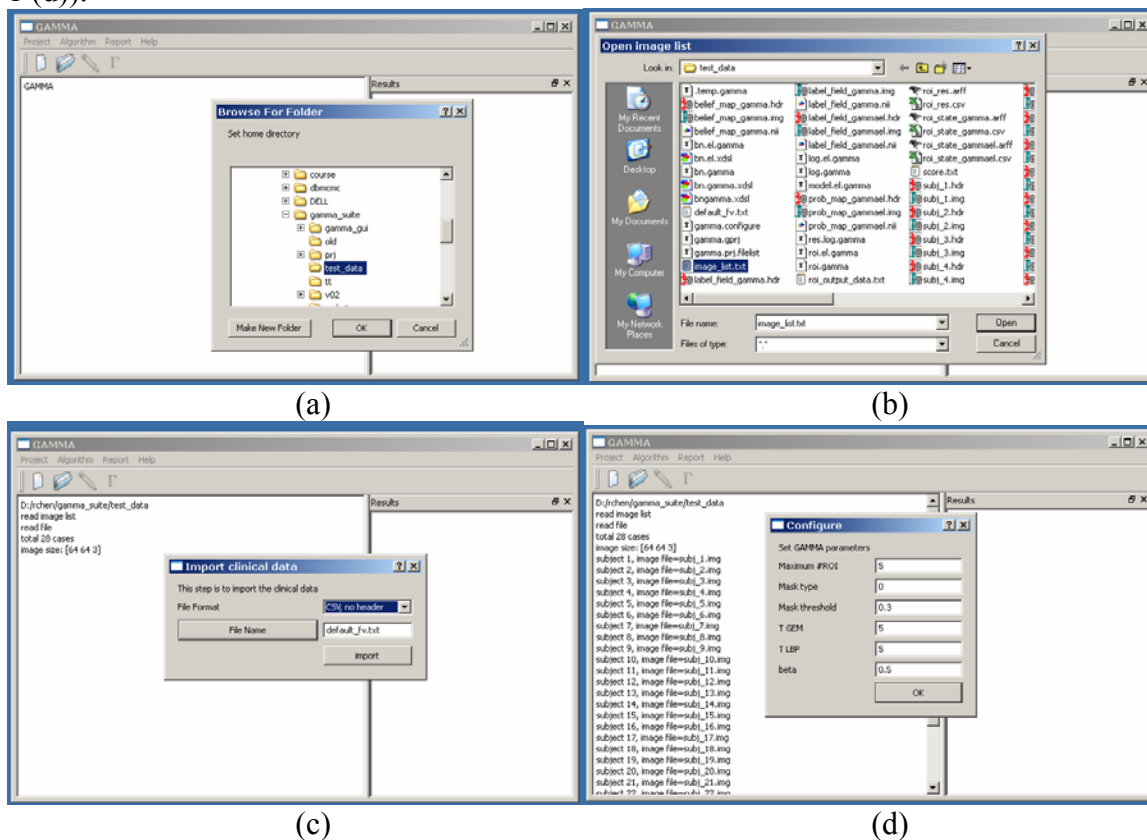 GAMMA
Project Algorithm Report Help
Γ
GAMMA
Results
Browse For Folder
Set home directory
course
dbmcmc
DELL
gamma_suite
gamma_gui
old
prj
test_data
tt
v02
Make New Folder OK Cancel
(a)
GAMMA
Open image list
Look in: test_data
My Recent Documents
Desktop
My Documents
My Computer
My Network Places
.temp.gamma
belief_map_gamma.hdr
belief_map_gamma.img
belief_map_gamma.nii
bn.el.gamma
bn.el.xdsl
bn.gamma
bn.gamma.xdsl
bngamma.xdsl
default_fv.txt
gamma.configure
gamma.gprj
gamma.prj.filelist
image_list.txt
label_field_gamma.hdr
label_field_gamma.img
label_field_gamma.nii
label_field_gammael.hdr
label_field_gammael.img
label_field_gammael.nii
log.el.gamma
log.gamma
model.el.gamma
prob_map_gammael.hdr
prob_map_gammael.img
prob_map_gammael.nii
res.log.gamma
roi.el.gamma
roi.gamma
roi_output_data.txt
roi_res.arff
roi_res.csv
roi_state_gamma.arff
roi_state_gamma.csv
roi_state_gammael.arff
roi_state_gammael.csv
score.txt
subj_1.hdr
subj_1.img
subj_2.hdr
subj_2.img
subj_3.hdr
subj_3.img
subj_4.hdr
subj_4.img
File name: image_list.txt Open
Files of type: *.* Cancel
(b)
GAMMA
Project Algorithm Report Help
Γ
D:/rchen/gamma_suite/test_data
read image list
read file
total 28 cases
image size: [64 64 3]
Results
Import clinical data
This step is to import the clinical data
File Format CSV, no header
File Name default_fv.txt
import
(c)
GAMMA
Project Algorithm Report Help
Γ
D:/rchen/gamma_suite/test_data
read image list
read file
total 28 cases
image size: [64 64 3]
subject 1, image file=subj_1.img
subject 2, image file=subj_2.img
subject 3, image file=subj_3.img
subject 4, image file=subj_4.img
subject 5, image file=subj_5.img
subject 6, image file=subj_6.img
subject 7, image file=subj_7.img
subject 8, image file=subj_8.img
subject 9, image file=subj_9.img
subject 10, image file=subj_10.img
subject 11, image file=subj_11.img
subject 12, image file=subj_12.img
subject 13, image file=subj_13.img
subject 14, image file=subj_14.img
subject 15, image file=subj_15.img
subject 16, image file=subj_16.img
subject 17, image file=subj_17.img
subject 18, image file=subj_18.img
subject 19, image file=subj_19.img
subject 20, image file=subj_20.img
subject 21, image file=subj_21.img
subject 22, image file=subj_22.img
Results
Configure
Set GAMMA parameters
Maximum #ROI 5
Mask type 0
Mask threshold 0.3
T GEM 5
T LBP 5
beta 0.5
OK
(d)